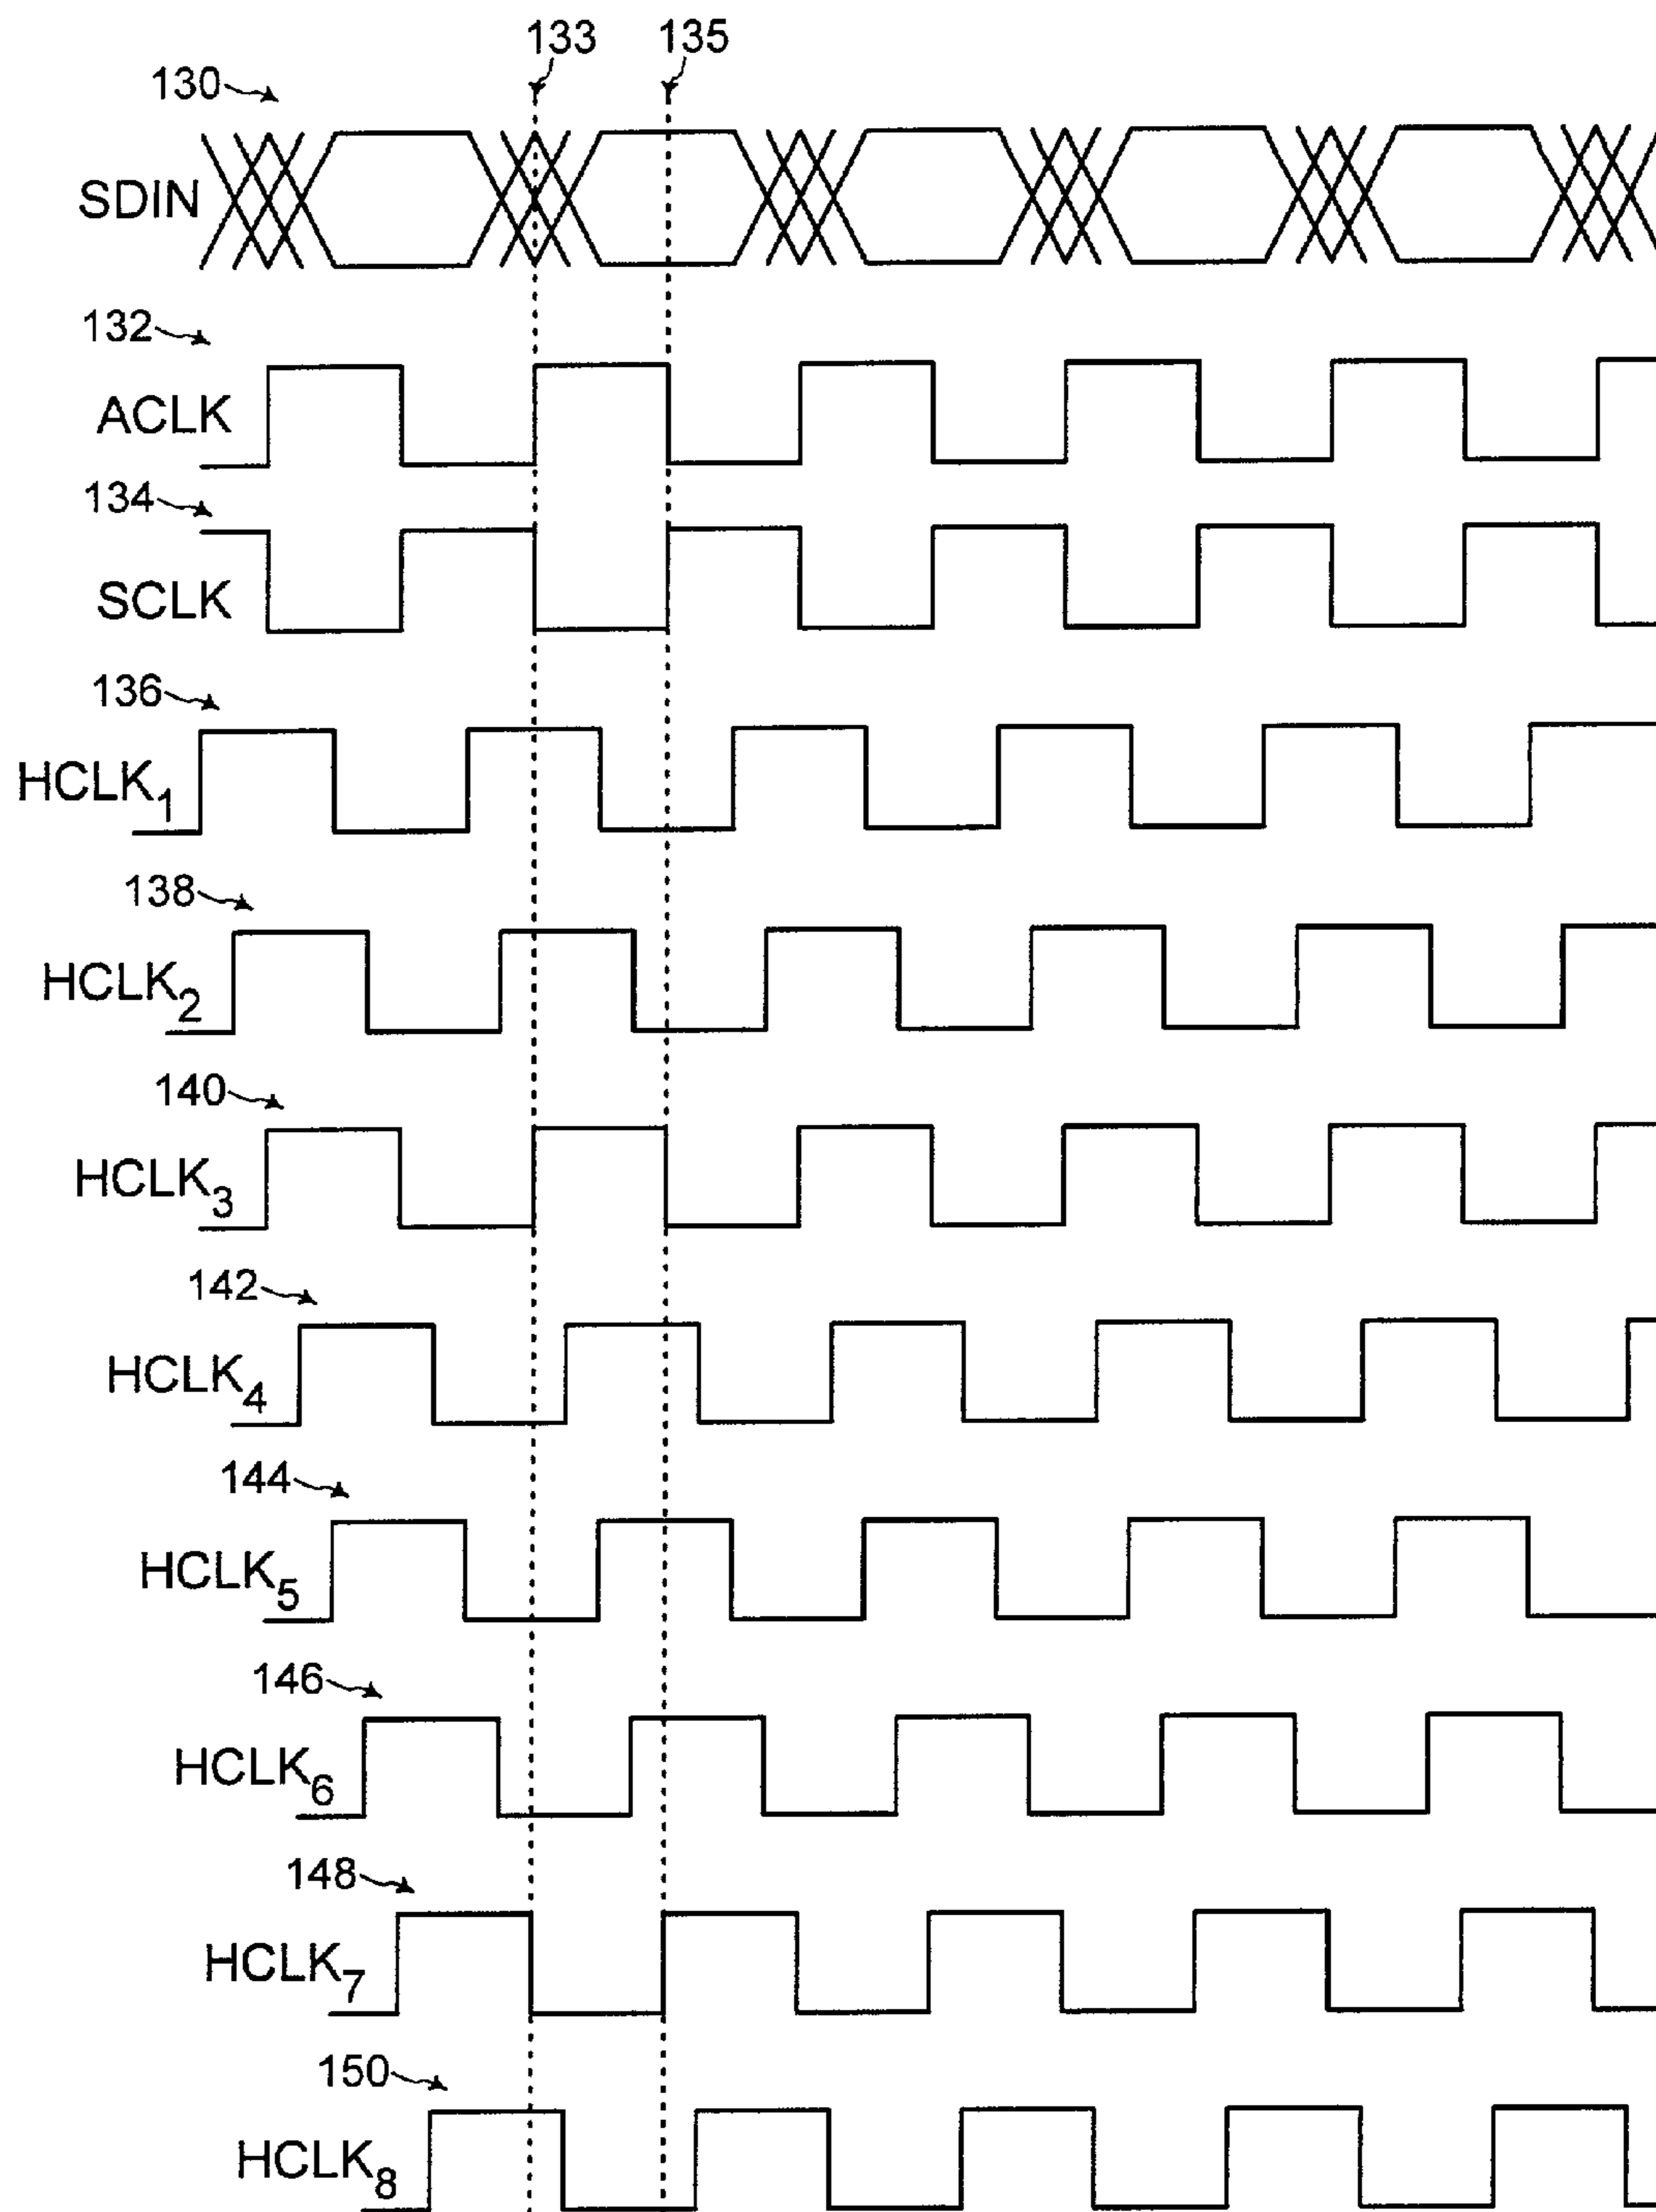 133 135
130
SDIN
132
ACLK
134
SCLK
136
HCLK1
138
HCLK2
140
HCLK3
142
HCLK4
144
HCLK5
146
HCLK6
148
HCLK7
150
HCLK8